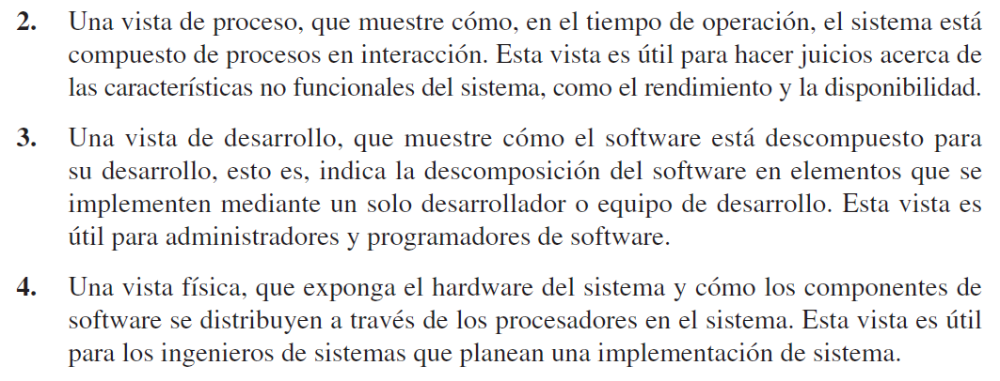 2. Una vista de proceso, que muestre cómo, en el tiempo de operación, el sistema está
compuesto de procesos en interacción. Esta vista es útil para hacer juicios acerca de
las características no funcionales del sistema, como el rendimiento y la disponibilidad.
3. Una vista de desarrollo, que muestre cómo el software está descompuesto para
su desarrollo, esto es, indica la descomposición del software en elementos que se
implementen mediante un solo desarrollador o equipo de desarrollo. Esta vista es
útil para administradores y programadores de software.
4. Una vista física, que exponga el hardware del sistema y cómo los componentes de
software se distribuyen a través de los procesadores en el sistema. Esta vista es útil
para los ingenieros de sistemas que planean una implementación de sistema.